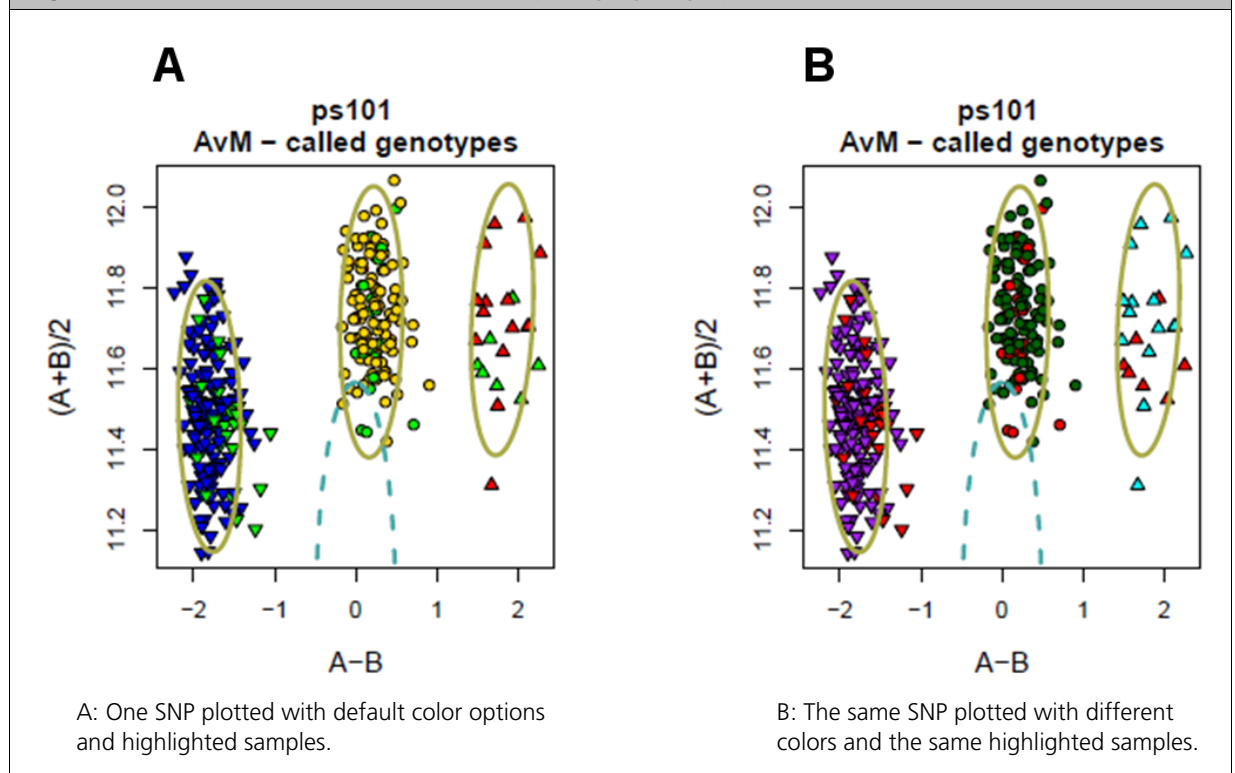 A
ps101
AvM − called genotypes
(A+B)/2
12.0
11.8
11.6
11.4
11.2
−2
−1
0
1
2
A−B
A: One SNP plotted with default color options
and highlighted samples.
B
ps101
AvM − called genotypes
(A+B)/2
12.0
11.8
11.6
11.4
11.2
−2
−1
0
1
2
A−B
B: The same SNP plotted with different
colors and the same highlighted samples.